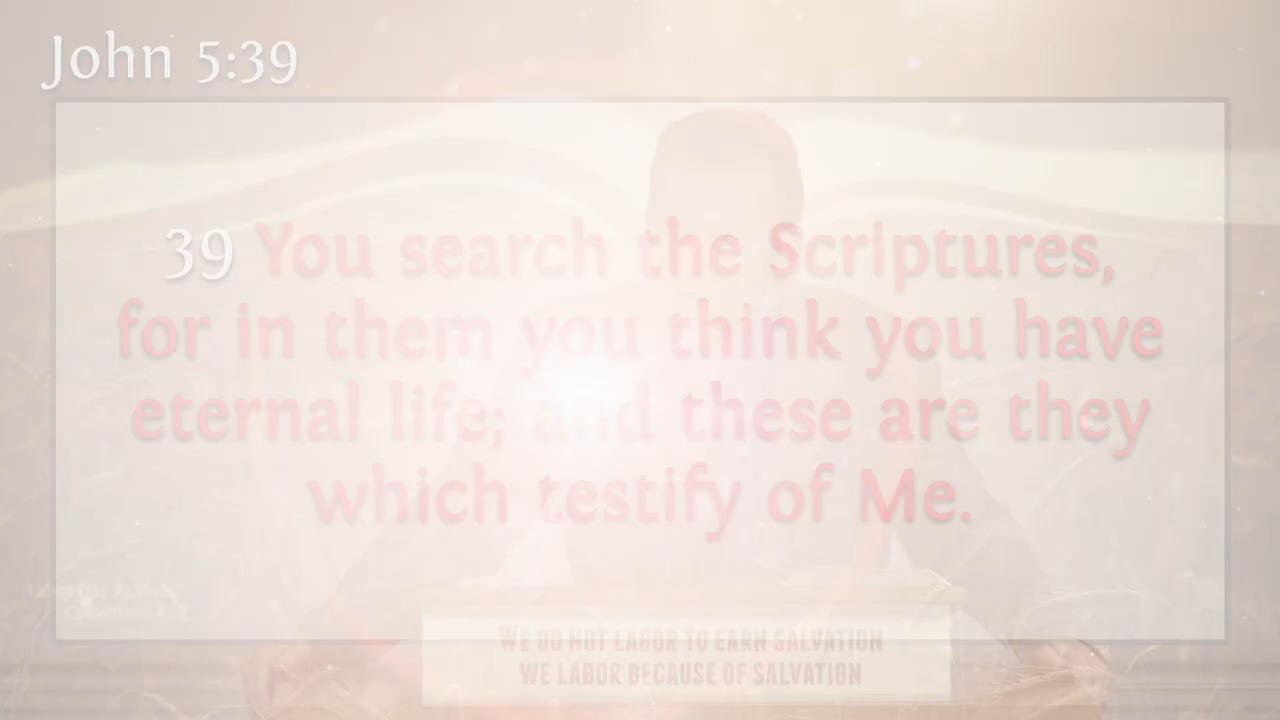 John 5:39
39 You search the Scriptures,
for in them you think you have
eternal life; and these are they
which testify of Me.
WE DO NOT LABOR TO EARN SALVATION
WE LABOR BECAUSE OF SALVATION